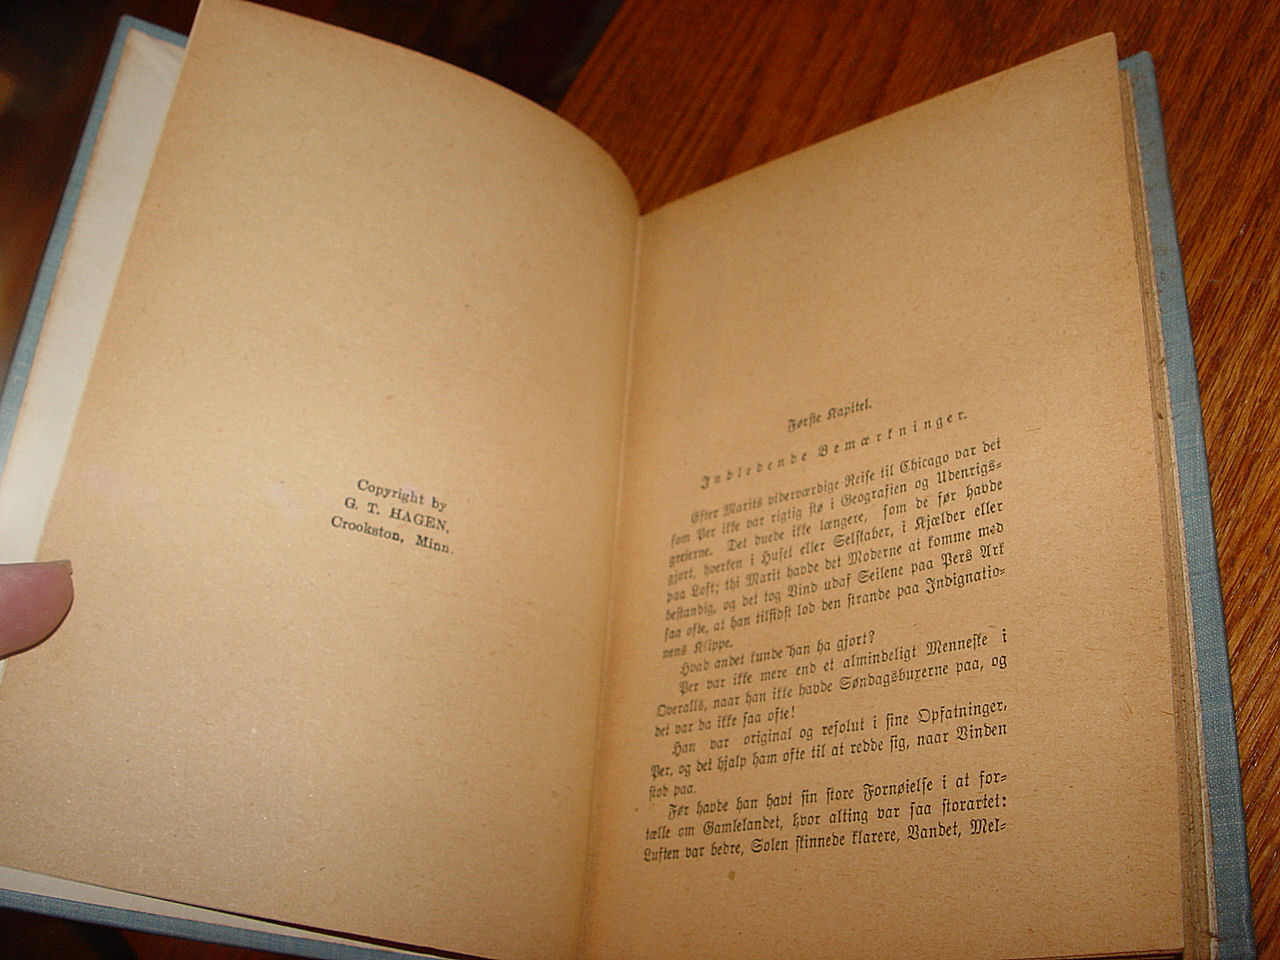 Copyright by
G. T. HAGEN,
Crookston, Minn.
Første Kapitel.
Indledende Bemærkninger.
Efter Marits viderværdige Reise til Chicago var det
som Per ikke var rigtig stø i Geografien og Udenrigs-
greierne. Det duede ikke længere, som de før havde
gjort, hverken i Huset eller Selskaber, i Kjælder eller
paa Loft; thi Marit havde det Moderne at komme med
bestandig, og det tog Vind udaf Seilene paa Pers Ark
saa ofte, at han tilsidst lod den strande paa Indignatio-
nens Klippe.
Hvad andet kunde han ha gjort?
Per var ikke mere end et almindeligt Menneske i
Overalls, naar han ikke havde Søndagsbuxerne paa, og
det var da ikke saa ofte!
Han var original og resolut i sine Opfatninger,
Per, og det hjalp ham ofte til at redde sig, naar Vinden
stod paa.
Før havde han havt sin store Fornøielse i at for-
tælle om Gamlelandet, hvor alting var saa storartet:
Luften var bedre, Solen skinnede klarere, Vandet, Mel-